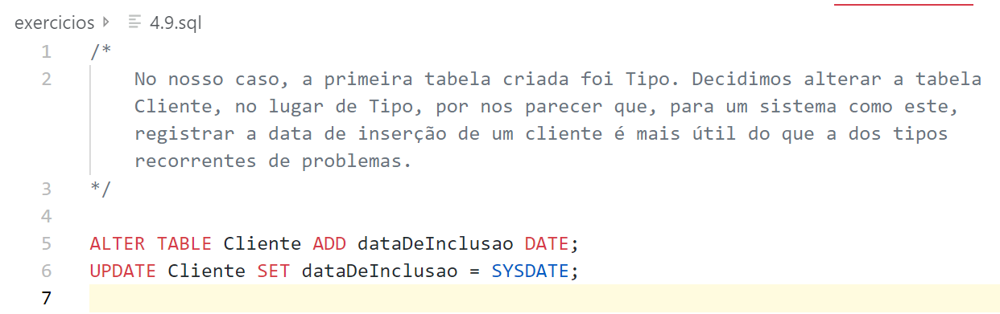 exercicios 4.9.sql
1 /*
2 No nosso caso, a primeira tabela criada foi Tipo. Decidimos alterar a tabela
Cliente, no lugar de Tipo, por nos parecer que, para um sistema como este,
registrar a data de inserção de um cliente é mais útil do que a dos tipos
recorrentes de problemas.
3 */
4
5 ALTER TABLE Cliente ADD dataDeInclusao DATE;
6 UPDATE Cliente SET dataDeInclusao = SYSDATE;
7